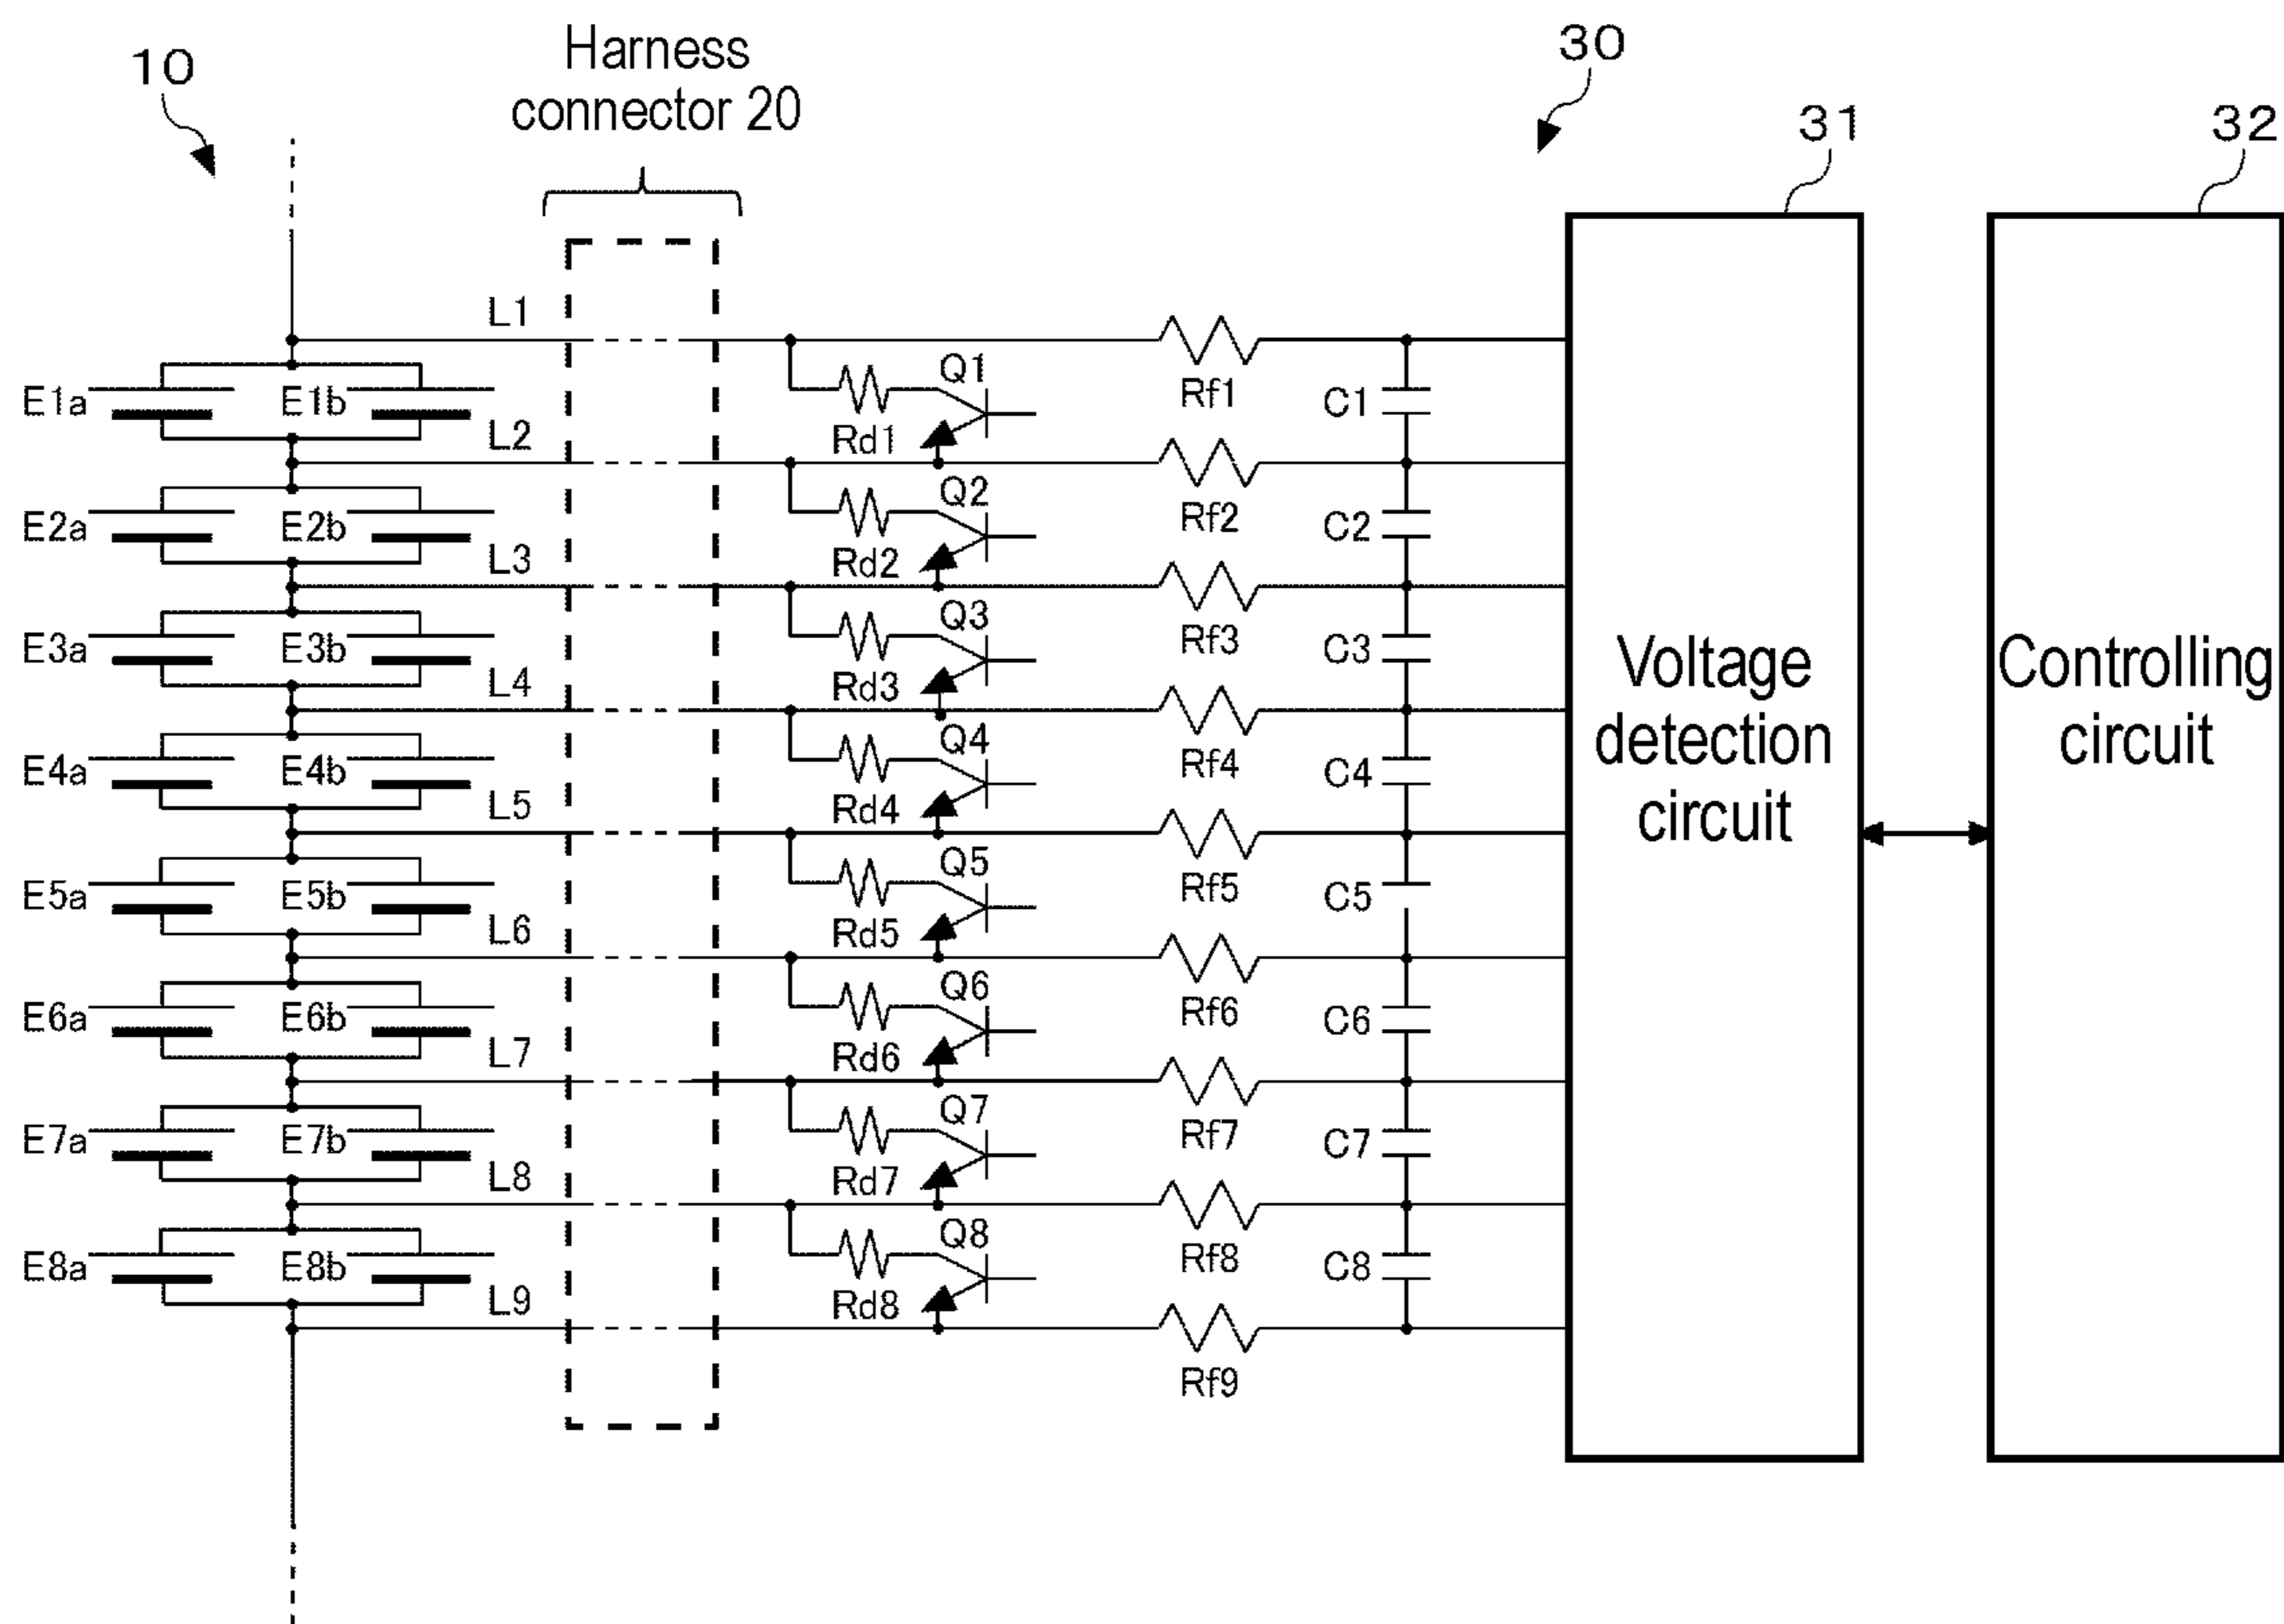 10
Harness
connector 20
30
31
32
L1
E1a
E1b
Q1
Rd1
Rf1
C1
L2
E2a
E2b
Q2
Rd2
Rf2
C2
L3
E3a
E3b
Q3
Rd3
Rf3
C3
L4
E4a
E4b
Q4
Rd4
Rf4
C4
L5
E5a
E5b
Q5
Rd5
Rf5
C5
L6
E6a
E6b
Q6
Rd6
Rf6
C6
L7
E7a
E7b
Q7
Rd7
Rf7
C7
L8
E8a
E8b
Q8
Rd8
Rf8
C8
L9
Rf9
Voltage
detection
circuit
Controlling
circuit